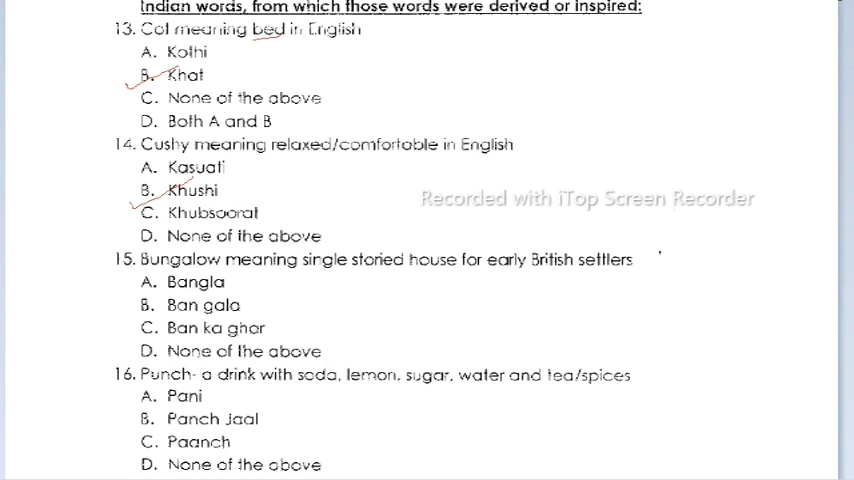 Indian words, from which those words were derived or inspired:
13. Cot meaning bed in English
A. Kothi
B. Khat
C. None of the above
D. Both A and B
14. Cushy meaning relaxed/comfortable in English
A. Kasuati
B. Khushi
Recorded with iTop Screen Recorder
C. Khubsoorat
D. None of the above
15. Bungalow meaning single storied house for early British settlers
A. Bangla
B. Ban gala
C. Ban ka ghar
D. None of the above
16. Punch- a drink with soda, lemon, sugar, water and tea/spices
A. Pani
B. Panch jaal
C. Paanch
D. None of the above